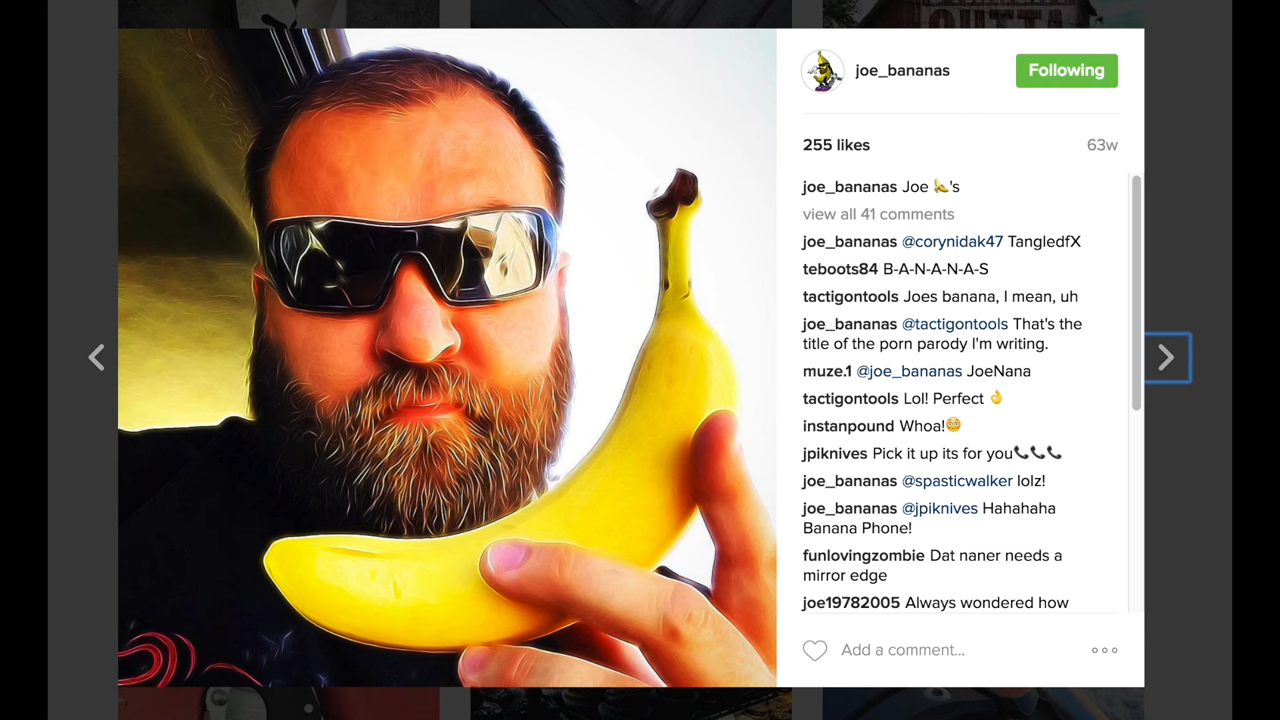 OUTTA
joe_bananas
Following
255 likes
63w
joe_bananas Joe 🍌's
view all 41 comments
joe_bananas @corynidak47 TangledfX
teboots84 B-A-N-A-N-A-S
tactigontools Joes banana, I mean, uh
joe_bananas @tactigontools That's the
title of the porn parody I'm writing.
muze.1 @joe_bananas JoeNana
tactigontools Lol! Perfect 👌
instanpound Whoa!😳
jpiknives Pick it up its for you📞📞📞
joe_bananas @spasticwalker lolz!
joe_bananas @jpiknives Hahahaha
Banana Phone!
funlovingzombie Dat naner needs a
mirror edge
joe19782005 Always wondered how
Add a comment...